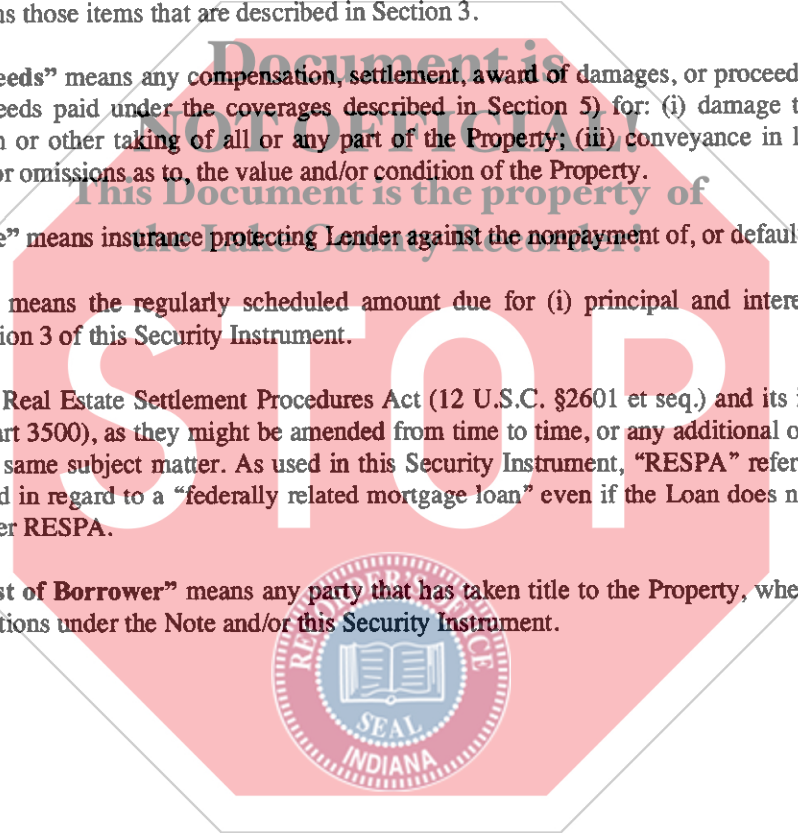 ns those items that are described in Section 3.
Document is
eeds” means any compensation, settlement, award of damages, or proceed
eeds paid under the coverages described in Section 5) for: (i) damage t
NOT OFFICIAL!
n or other taking of all or any part of the Property; (iii) conveyance in l
or omissions as to, the value and/or condition of the Property.
This Document is the property of
the Lake County Recorder!
e” means insurance protecting Lender against the nonpayment of, or defaul
means the regularly scheduled amount due for (i) principal and intere
ion 3 of this Security Instrument.
STOP
Real Estate Settlement Procedures Act (12 U.S.C. §2601 et seq.) and its i
art 3500), as they might be amended from time to time, or any additional o
same subject matter. As used in this Security Instrument, “RESPA” refer
d in regard to a “federally related mortgage loan” even if the Loan does n
er RESPA.
st of Borrower” means any party that has taken title to the Property, whe
tions under the Note and/or this Security Instrument.
RECORDER'S OFFICE
SEAL
INDIANA